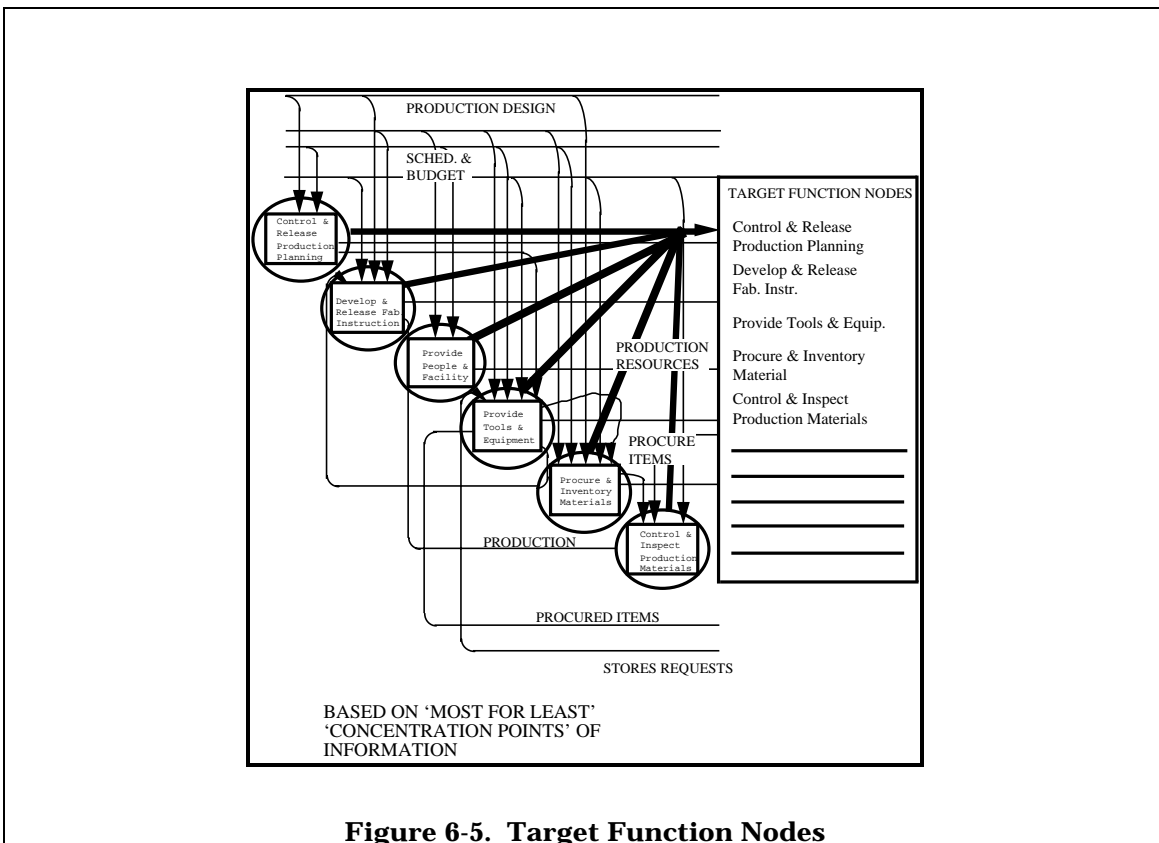 PRODUCTION DESIGN
SCHED. &
BUDGET
Control &
Release
Production
Planning
Develop &
Release Fab
Instruction
Provide
People &
Facility
Provide
Tools &
Equipment
Procure &
Inventory
Materials
Control &
Inspect
Production
Materials
PRODUCTION
RESOURCES
PROCURE
ITEMS
PRODUCTION
PROCURED ITEMS
STORES REQUESTS
TARGET FUNCTION NODES
Control & Release
Production Planning
Develop & Release
Fab. Instr.
Provide Tools & Equip.
Procure & Inventory
Material
Control & Inspect
Production Materials
BASED ON ‘MOST FOR LEAST’
‘CONCENTRATION POINTS’ OF
INFORMATION
Figure 6-5. Target Function Nodes